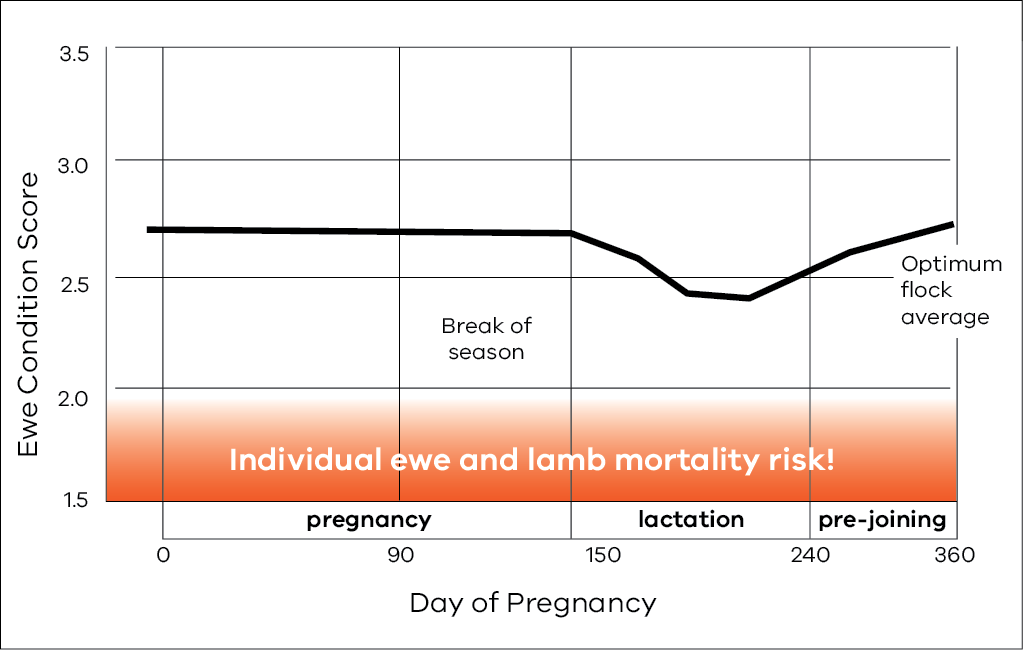 3.5
3.0
2.5
2.0
1.5
Ewe Condition Score
Optimum
flock
average
Break of
season
Individual ewe and lamb mortality risk!
pregnancy
lactation
pre-joining
0
90
150
240
360
Day of Pregnancy